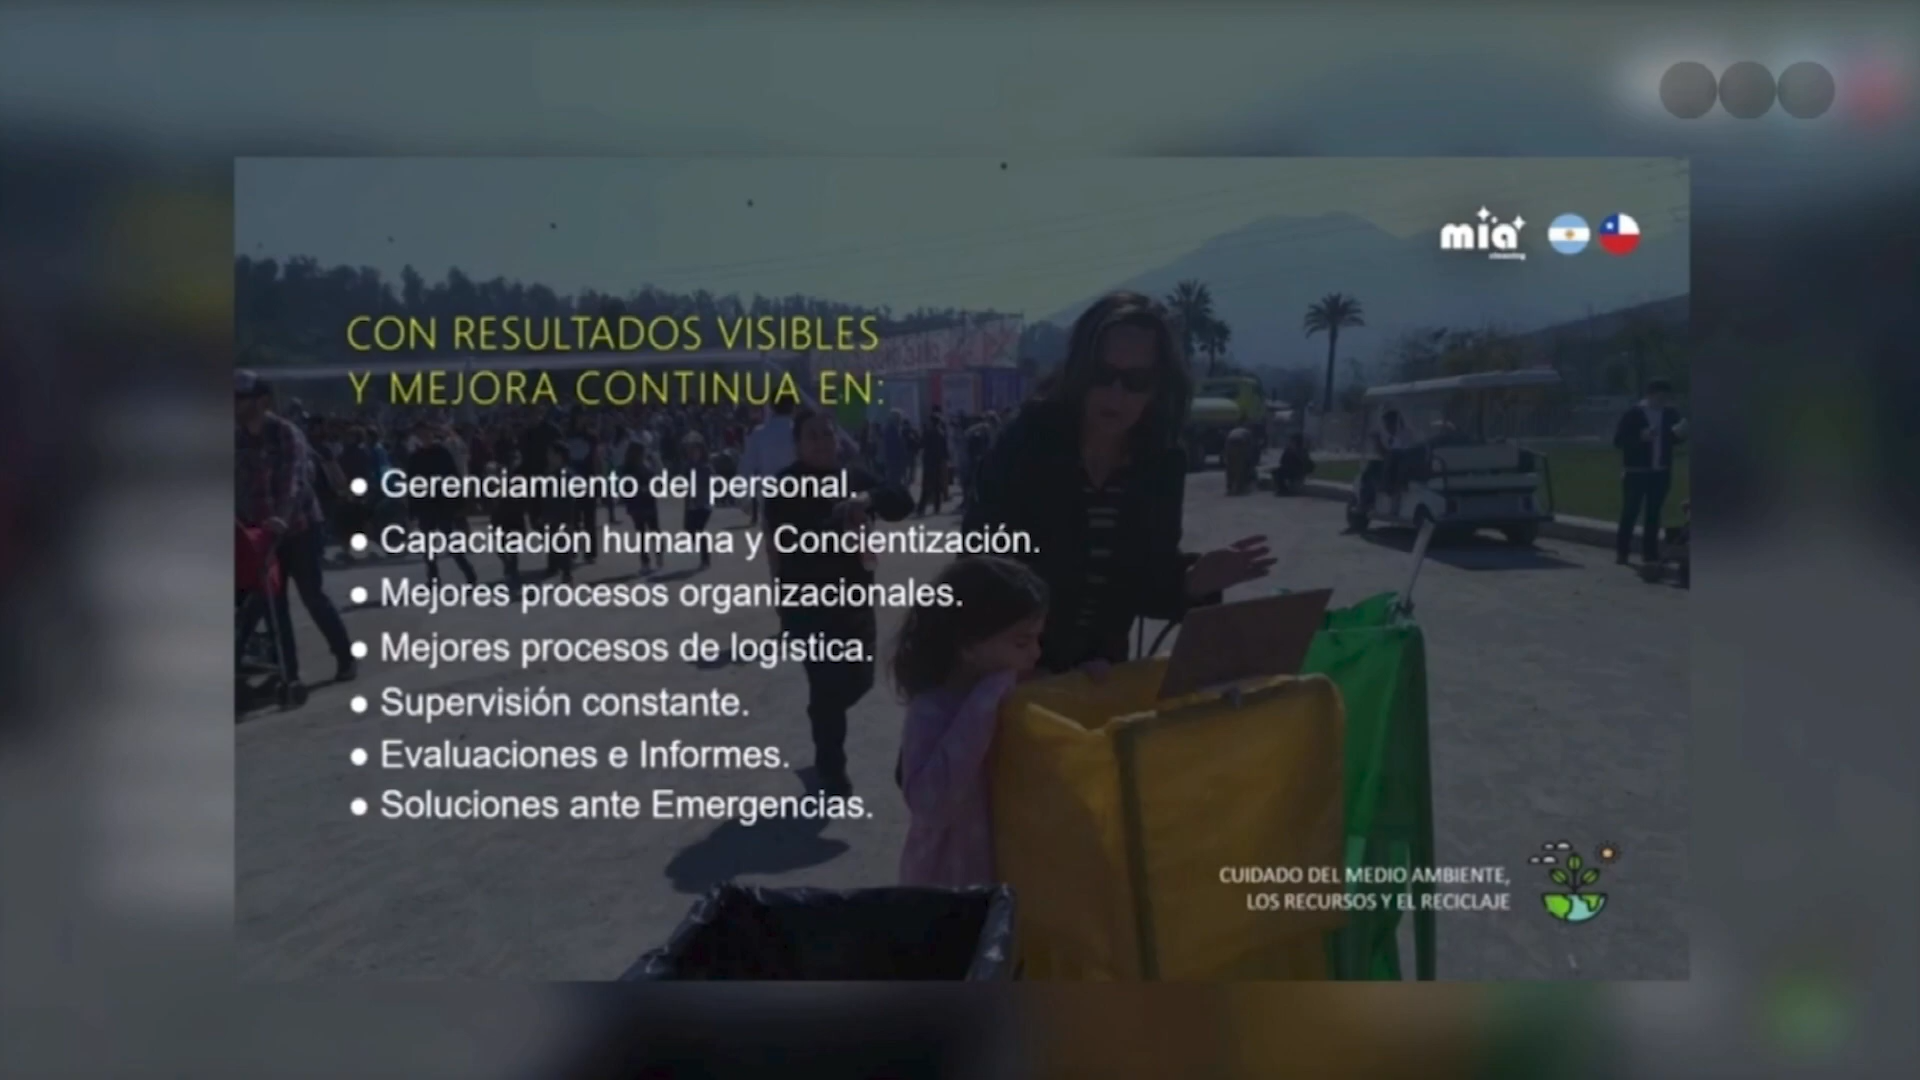 mia
cleaning
CON RESULTADOS VISIBLES
Y MEJORA CONTINUA EN:
● Gerenciamiento del personal.
● Capacitación humana y Concientización.
● Mejores procesos organizacionales.
● Mejores procesos de logística.
● Supervisión constante.
● Evaluaciones e Informes.
● Soluciones ante Emergencias.
CUIDADO DEL MEDIO AMBIENTE,
LOS RECURSOS Y EL RECICLAJE